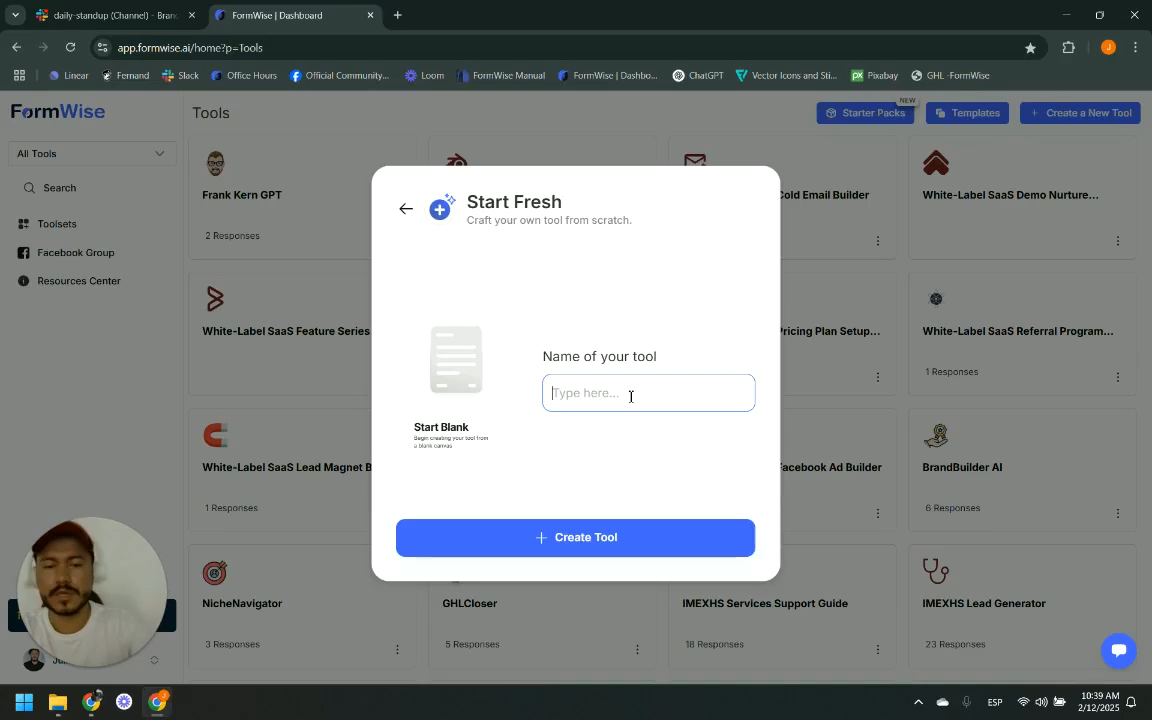 daily-standup (Channel) - Bran
FormWise | Dashboard
app.formwise.ai/home?p=Tools
Linear
Fernand
Slack
Office Hours
Official Community...
Loom
FormWise Manual
FormWise | Dashbo...
ChatGPT
Vector Icons and Sti...
Pixabay
GHL -FormWise
FormWise
All Tools
Search
Toolsets
Facebook Group
Resources Center
Tools
NEW
Starter Packs
Templates
+ Create a New Tool
Frank Kern GPT
2 Responses
Cold Email Builder
White-Label SaaS Demo Nurture...
White-Label SaaS Feature Series
Pricing Plan Setup...
White-Label SaaS Referral Program...
1 Responses
White-Label SaaS Lead Magnet B
1 Responses
Facebook Ad Builder
BrandBuilder AI
6 Responses
NicheNavigator
3 Responses
GHLCloser
5 Responses
IMEXHS Services Support Guide
18 Responses
IMEXHS Lead Generator
23 Responses
Start Fresh
Craft your own tool from scratch.
Start Blank
Begin creating your tool from
a blank canvas
Name of your tool
Type here...
+ Create Tool
ESP
10:39 AM
2/12/2025